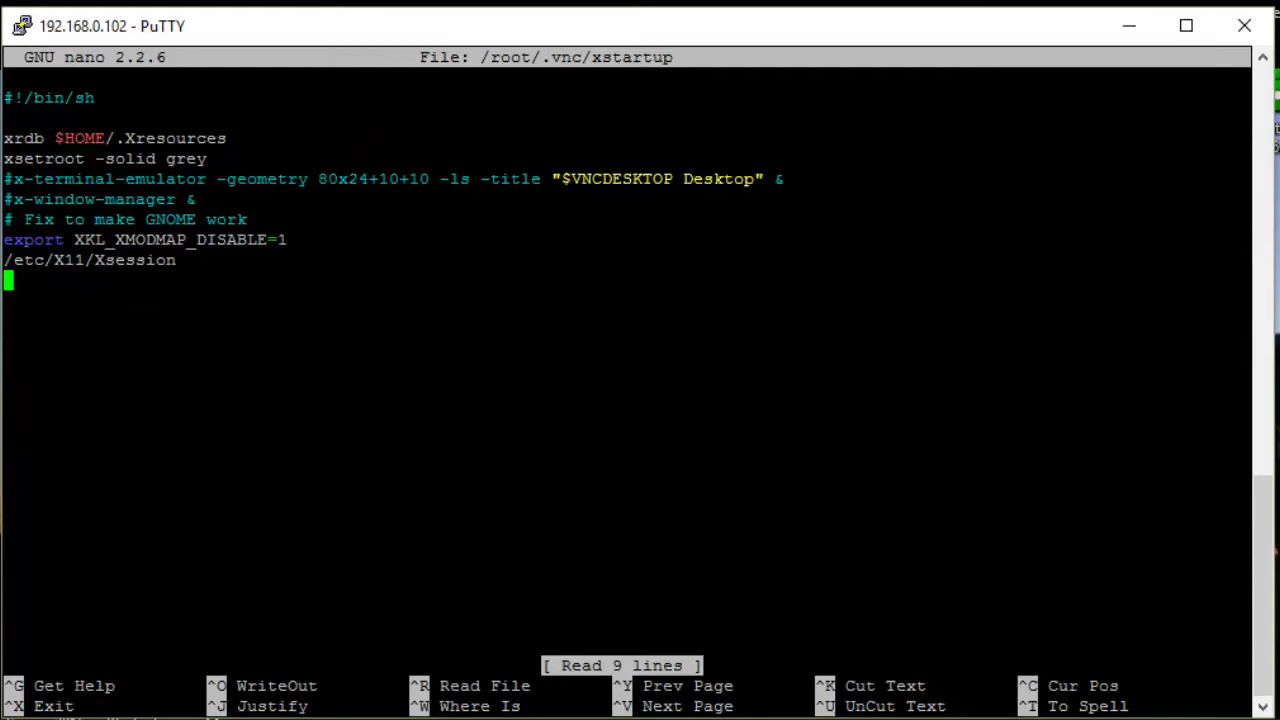 192.168.0.102 - PuTTY
GNU nano 2.2.6 File: /root/.vnc/xstartup
#!/bin/sh
xrdb $HOME/.Xresources
xsetroot -solid grey
#x-terminal-emulator -geometry 80x24+10+10 -ls -title "$VNCDESKTOP Desktop" &
#x-window-manager &
# Fix to make GNOME work
export XKL_XMODMAP_DISABLE=1
/etc/X11/Xsession
[ Read 9 lines ]
^G Get Help ^O WriteOut ^R Read File ^Y Prev Page ^K Cut Text ^C Cur Pos
^X Exit ^J Justify ^W Where Is ^V Next Page ^U UnCut Text ^T To Spell